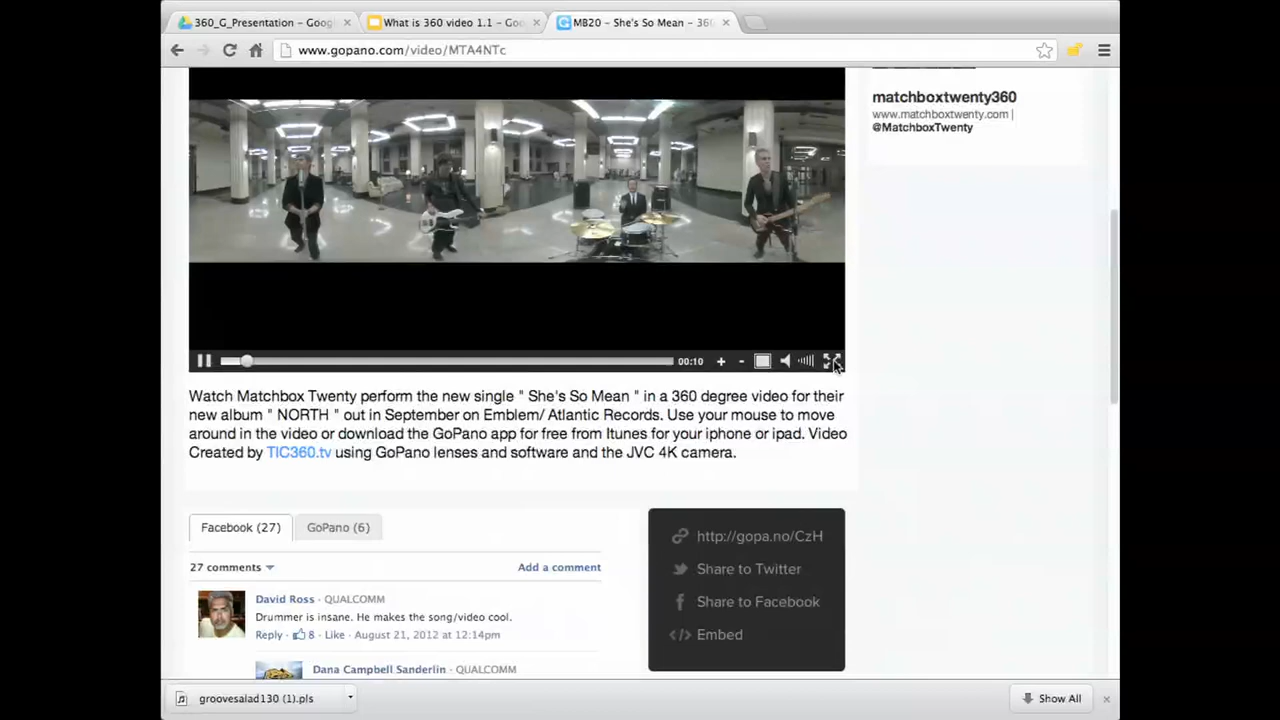 360_G_Presentation - Goog
What is 360 video 1.1 - Goo
MB20 - She's So Mean - 360
www.gopano.com/video/MTA4NTc
matchboxtwenty360
www.matchboxtwenty.com |
@MatchboxTwenty
00:10
+
-
Watch Matchbox Twenty perform the new single " She's So Mean " in a 360 degree video for their
new album " NORTH " out in September on Emblem/ Atlantic Records. Use your mouse to move
around in the video or download the GoPano app for free from Itunes for your iphone or ipad. Video
Created by TIC360.tv using GoPano lenses and software and the JVC 4K camera.
Facebook (27)
GoPano (6)
27 comments
Add a comment
David Ross · QUALCOMM
Drummer is insane. He makes the song/video cool.
Reply · 8 · Like · August 21, 2012 at 12:14pm
Dana Campbell Sanderlin · QUALCOMM
http://gopa.no/CzH
Share to Twitter
Share to Facebook
</> Embed
groovesalad130 (1).pls
Show All